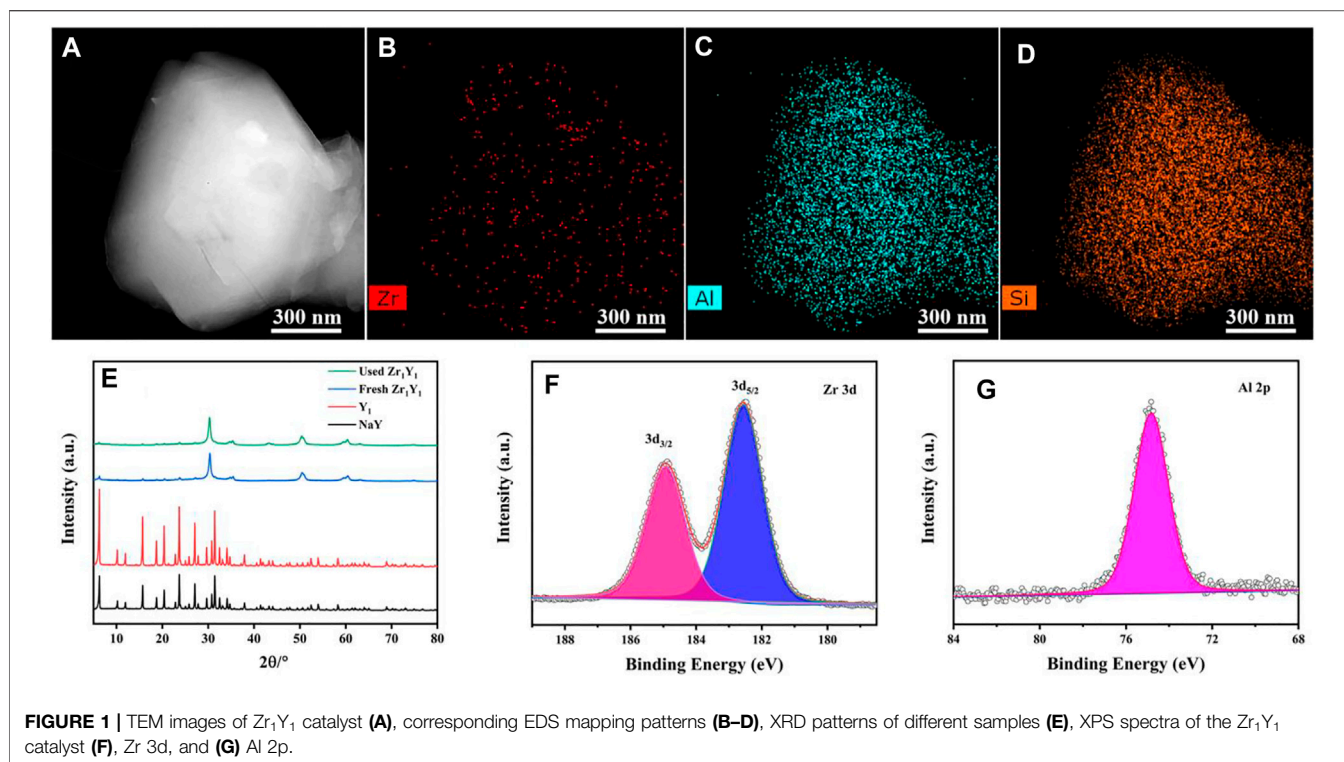 A
B
C
D
Zr
Al
Si
300 nm
300 nm
300 nm
300 nm
E
Used Zr₁Y₁
Fresh Zr₁Y₁
Y₁
NaY
Intensity (a.u.)
10 20 30 40 50 60 70 80
2θ/°
F
3d₅/₂
Zr 3d
3d₃/₂
Intensity (a.u.)
188 186 184 182 180
Binding Energy (eV)
G
Al 2p
Intensity (a.u.)
84 80 76 72 68
Binding Energy (eV)
FIGURE 1 | TEM images of Zr₁Y₁ catalyst (A), corresponding EDS mapping patterns (B–D), XRD patterns of different samples (E), XPS spectra of the Zr₁Y₁
catalyst (F), Zr 3d, and (G) Al 2p.